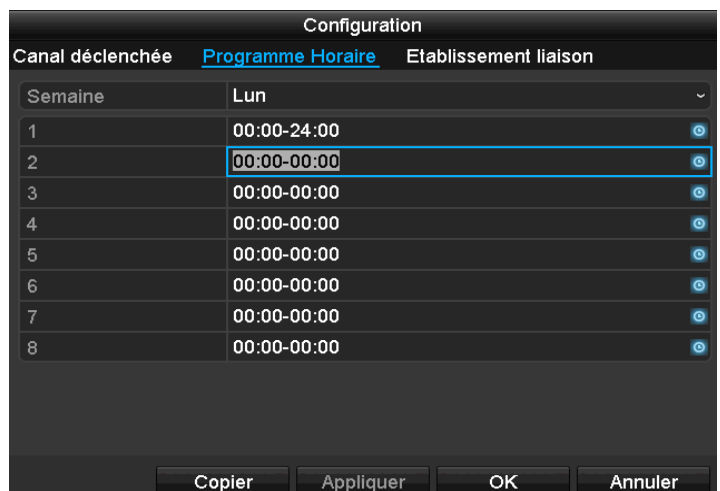 Configuration
Canal déclenchée Programme Horaire Etablissement liaison
Semaine Lun
1 00:00-24:00
2 00:00-00:00
3 00:00-00:00
4 00:00-00:00
5 00:00-00:00
6 00:00-00:00
7 00:00-00:00
8 00:00-00:00
Copier Appliquer OK Annuler